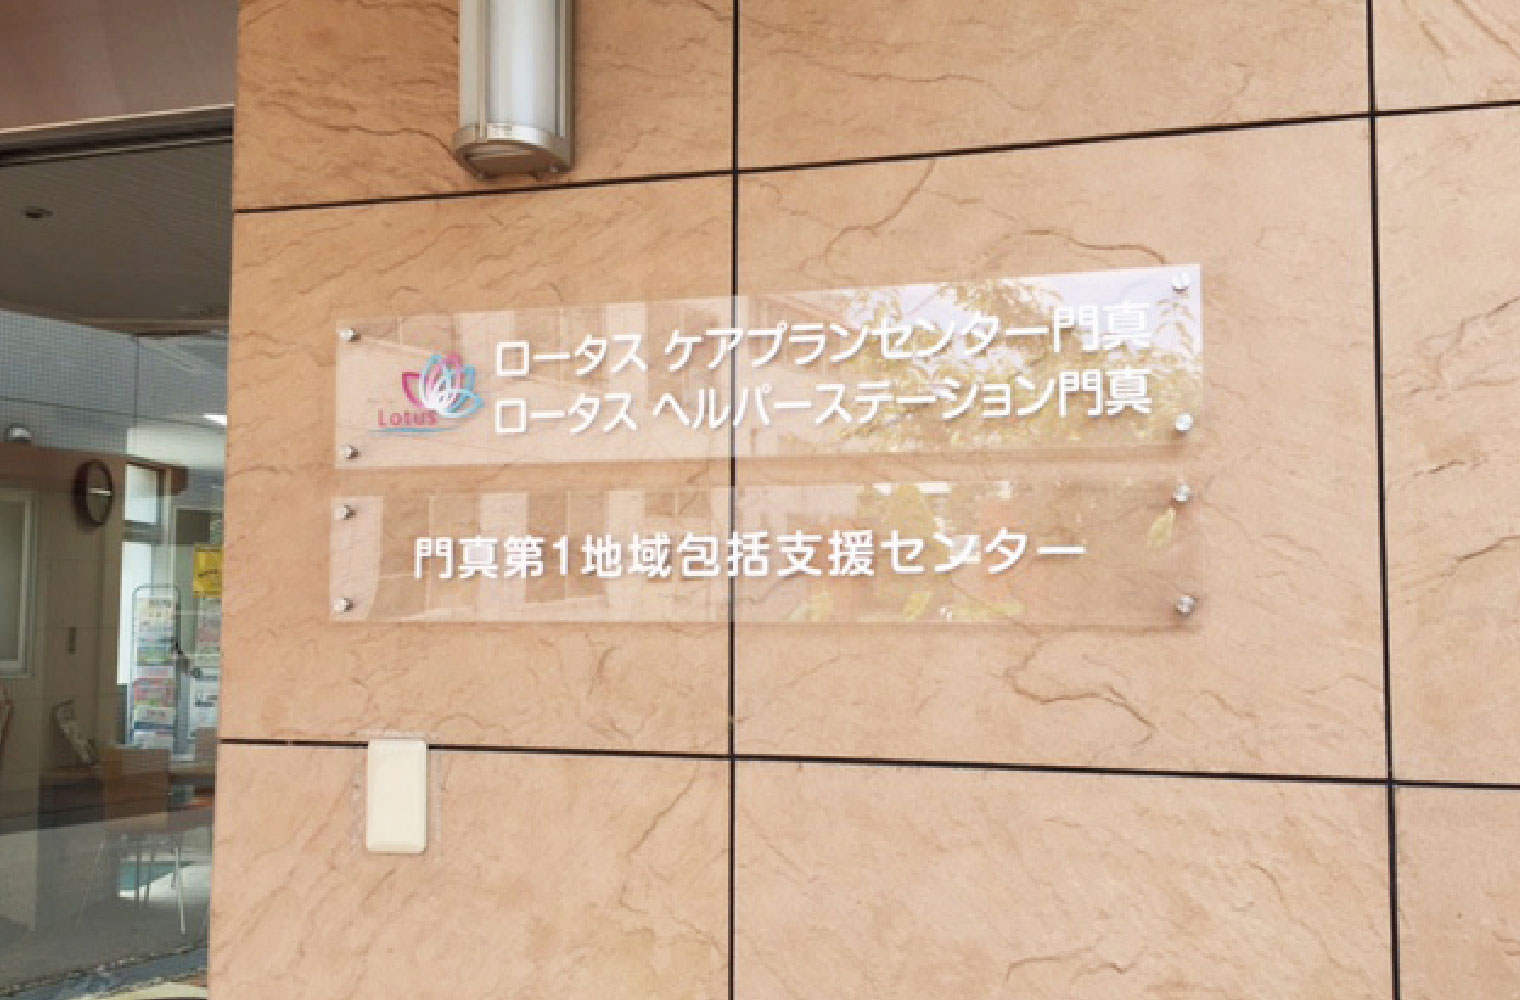 Lotus
ロータス ケアプランセンター門真
ロータス ヘルパーステーション門真
門真第1地域包括支援センター